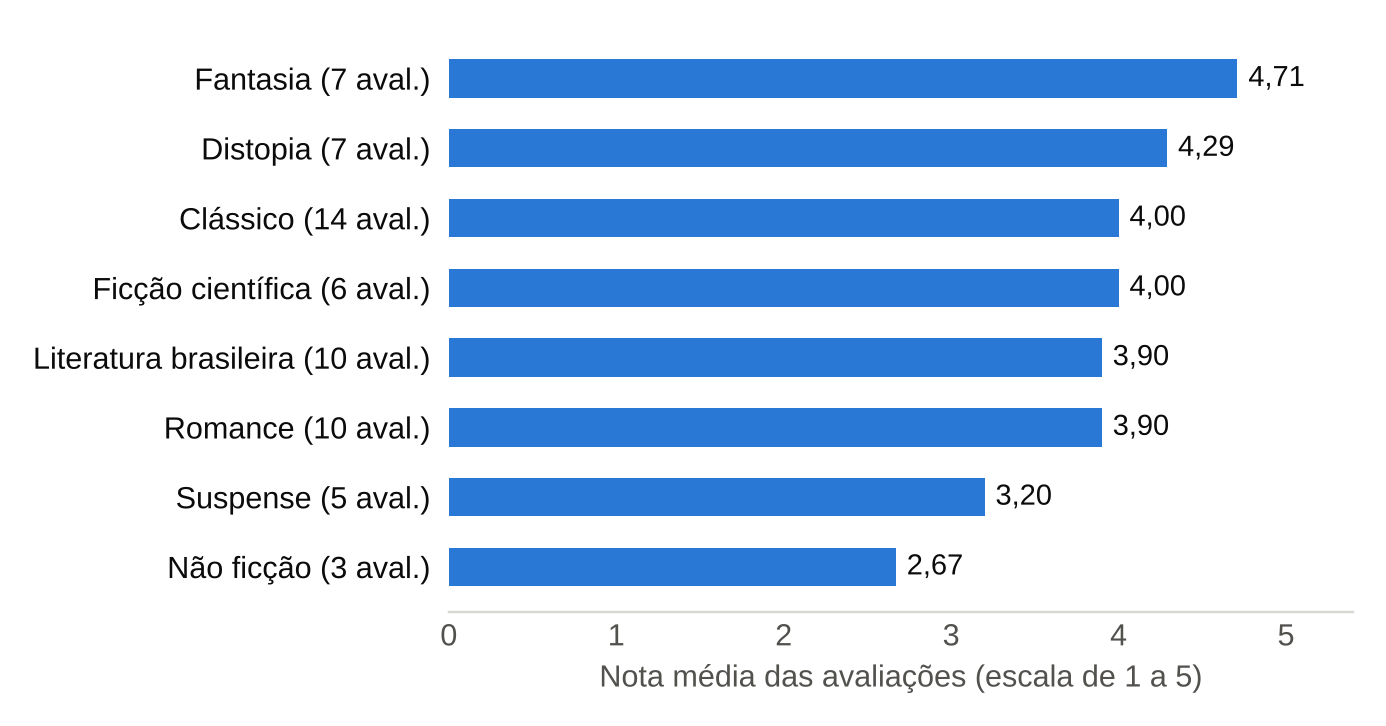 Fantasia (7 aval.) 4,71
Distopia (7 aval.) 4,29
Clássico (14 aval.) 4,00
Ficção científica (6 aval.) 4,00
Literatura brasileira (10 aval.) 3,90
Romance (10 aval.) 3,90
Suspense (5 aval.) 3,20
Não ficção (3 aval.) 2,67
0 1 2 3 4 5
Nota média das avaliações (escala de 1 a 5)